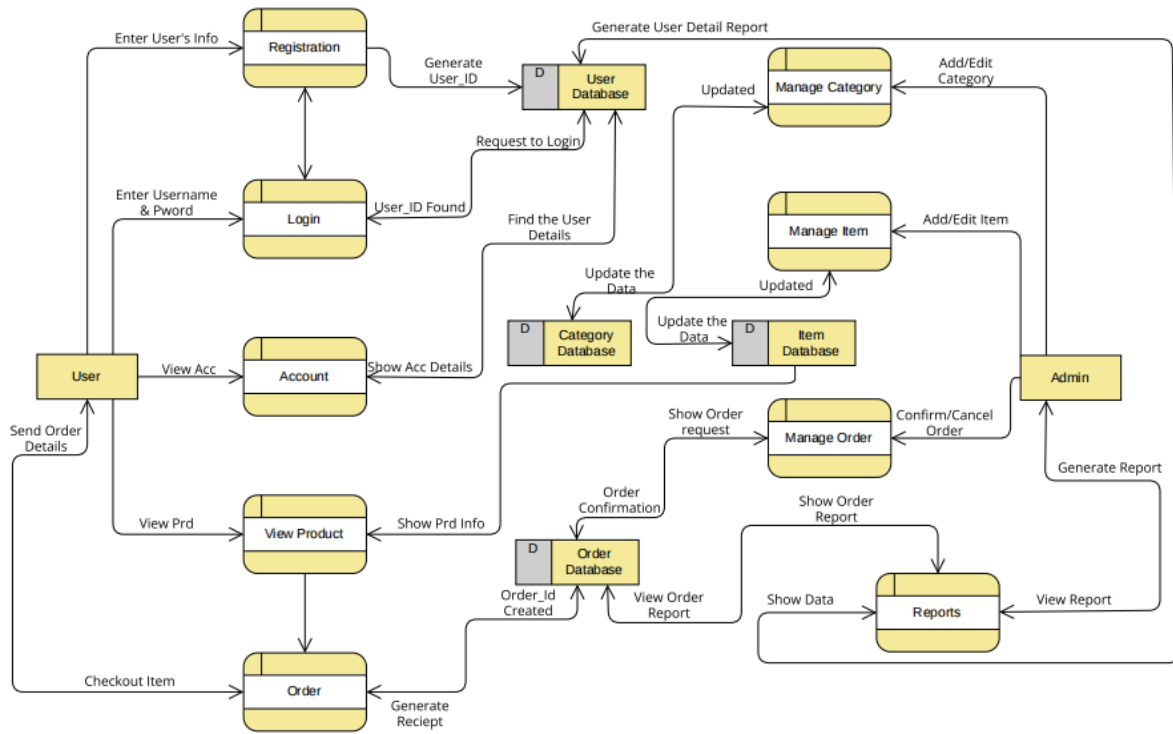 Generate User Detail Report
Enter User's Info
Registration
Generate
User_ID
D
User
Database
Updated
Manage Category
Add/Edit
Category
Request to Login
Enter Username
& Pword
Login
User_ID Found
Find the User
Details
Manage Item
Add/Edit Item
Update the
Data
Updated
D
Category
Database
Update the
Data
D
Item
Database
User
View Acc
Account
Show Acc Details
Admin
Send Order
Details
Show Order
request
Manage Order
Confirm/Cancel
Order
Generate Report
Order
Confirmation
Show Order
Report
View Prd
View Product
Show Prd Info
D
Order
Database
Order_Id
Created
View Order
Report
Show Data
Reports
View Report
Checkout Item
Order
Generate
Reciept